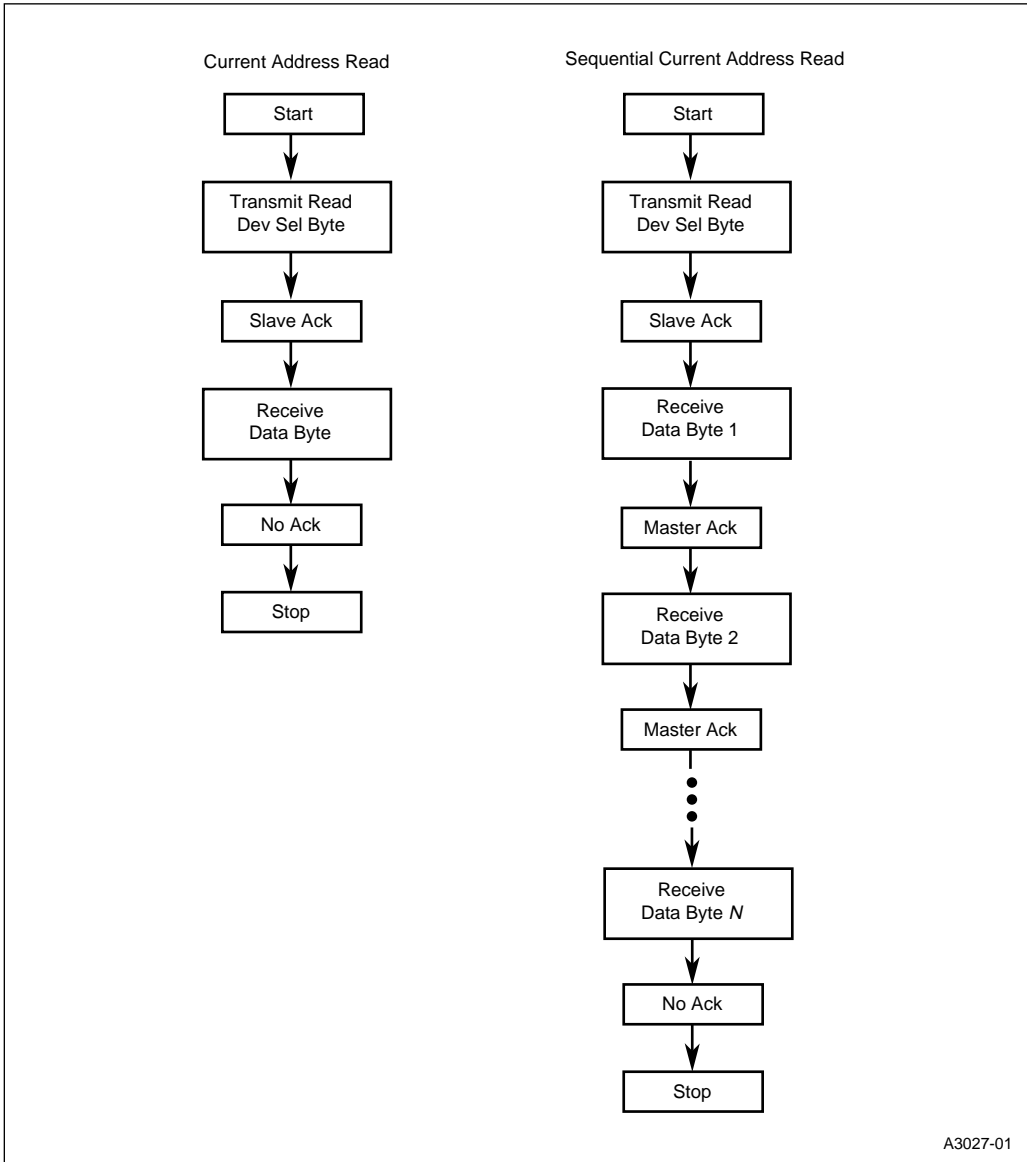 Current Address Read
Start
Transmit Read
Dev Sel Byte
Slave Ack
Receive
Data Byte
No Ack
Stop
Sequential Current Address Read
Start
Transmit Read
Dev Sel Byte
Slave Ack
Receive
Data Byte 1
Master Ack
Receive
Data Byte 2
Master Ack
Receive
Data Byte N
No Ack
Stop
A3027-01